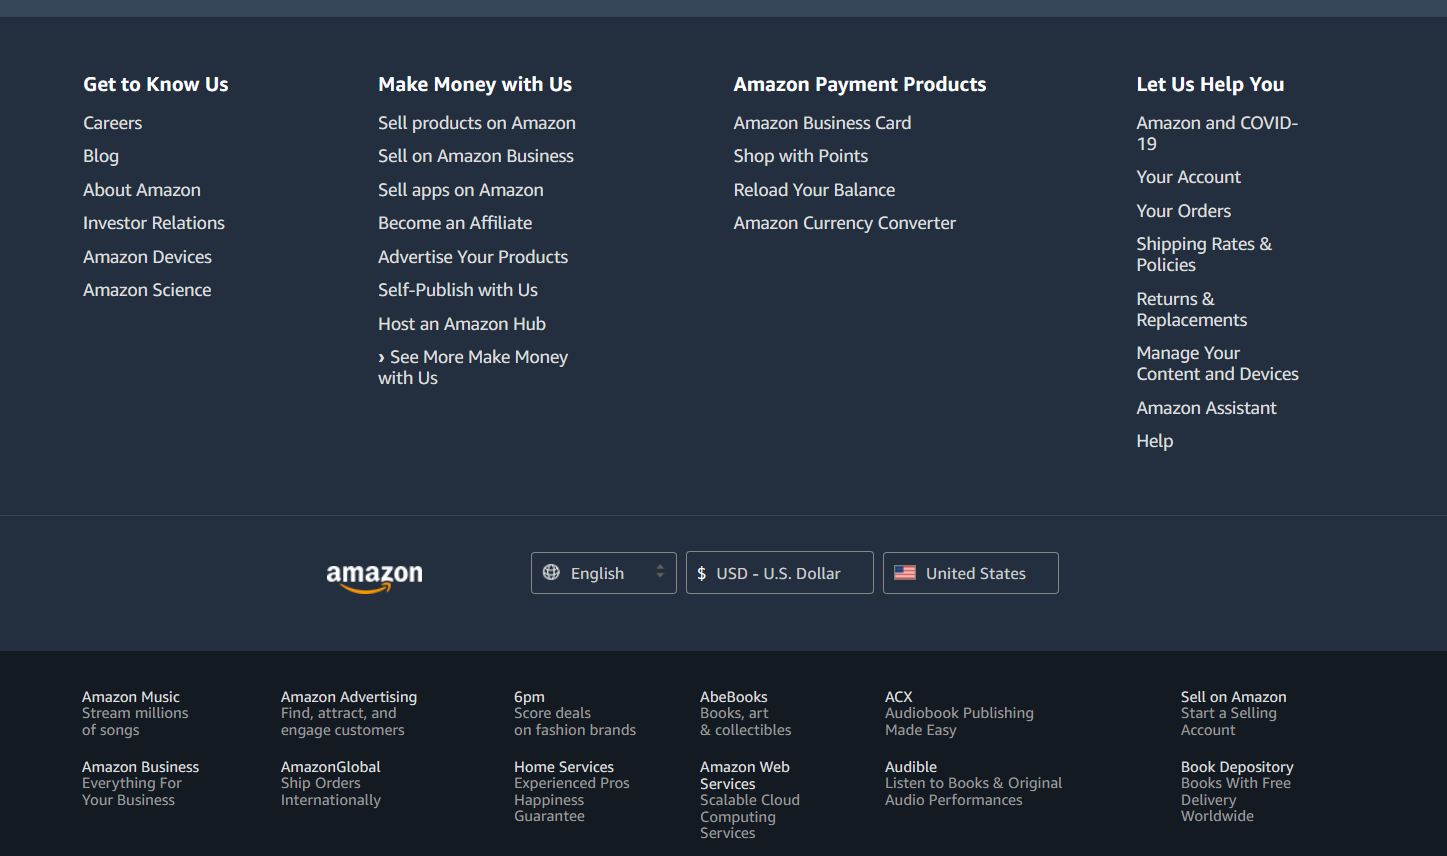 Get to Know Us
Careers
Blog
About Amazon
Investor Relations
Amazon Devices
Amazon Science
Make Money with Us
Sell products on Amazon
Sell on Amazon Business
Sell apps on Amazon
Become an Affiliate
Advertise Your Products
Self-Publish with Us
Host an Amazon Hub
› See More Make Money
with Us
Amazon Payment Products
Amazon Business Card
Shop with Points
Reload Your Balance
Amazon Currency Converter
Let Us Help You
Amazon and COVID-
19
Your Account
Your Orders
Shipping Rates &
Policies
Returns &
Replacements
Manage Your
Content and Devices
Amazon Assistant
Help
amazon
English
$ USD - U.S. Dollar
United States
Amazon Music
Stream millions
of songs
Amazon Advertising
Find, attract, and
engage customers
6pm
Score deals
on fashion brands
AbeBooks
Books, art
& collectibles
ACX
Audiobook Publishing
Made Easy
Sell on Amazon
Start a Selling
Account
Amazon Business
Everything For
Your Business
AmazonGlobal
Ship Orders
Internationally
Home Services
Experienced Pros
Happiness
Guarantee
Amazon Web
Services
Scalable Cloud
Computing
Services
Audible
Listen to Books & Original
Audio Performances
Book Depository
Books With Free
Delivery
Worldwide